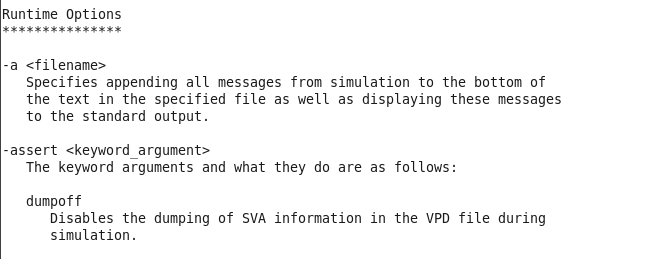 Runtime Options
***************
-a <filename>
Specifies appending all messages from simulation to the bottom of
the text in the specified file as well as displaying these messages
to the standard output.
-assert <keyword_argument>
The keyword arguments and what they do are as follows:
dumpoff
Disables the dumping of SVA information in the VPD file during
simulation.